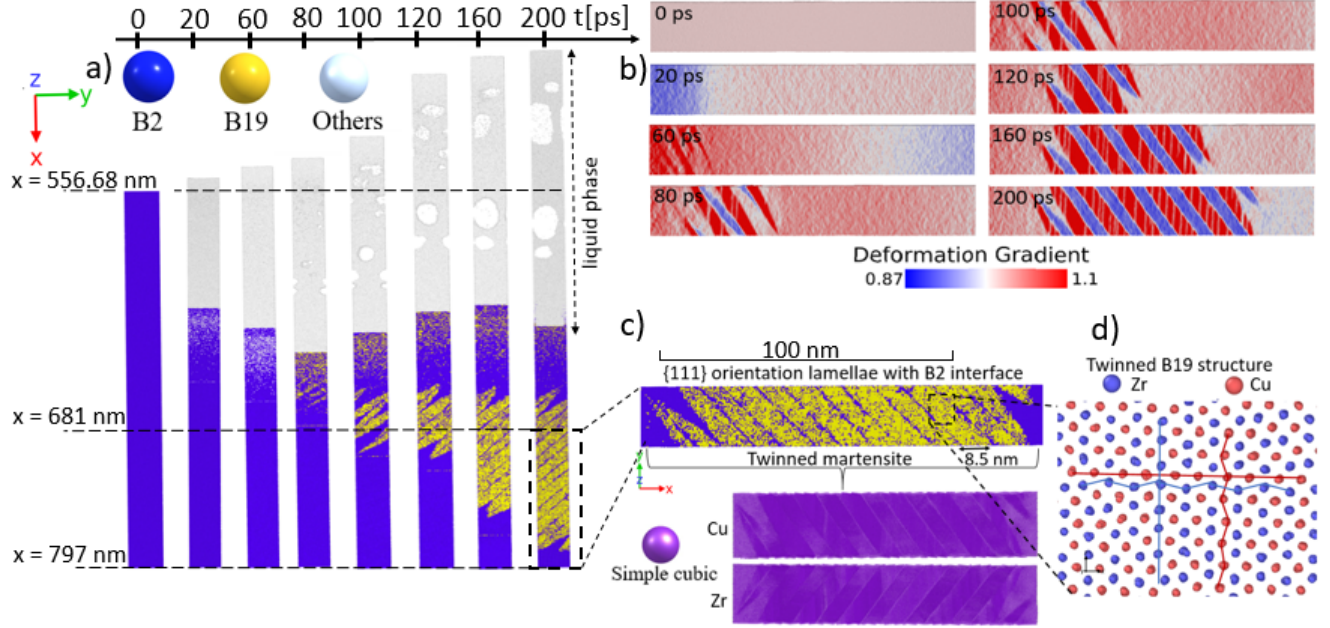 0 20 60 80 100 120 160 200 t[ps]
a)
z
y
x
B2
B19
Others
x = 556.68 nm
x = 681 nm
x = 797 nm
liquid phase
b)
0 ps
20 ps
60 ps
80 ps
100 ps
120 ps
160 ps
200 ps
Deformation Gradient
0.87
1.1
c)
100 nm
{111} orientation lamellae with B2 interface
Twinned martensite
8.5 nm
z
x
Cu
Zr
Simple cubic
d)
Twinned B19 structure
Zr
Cu